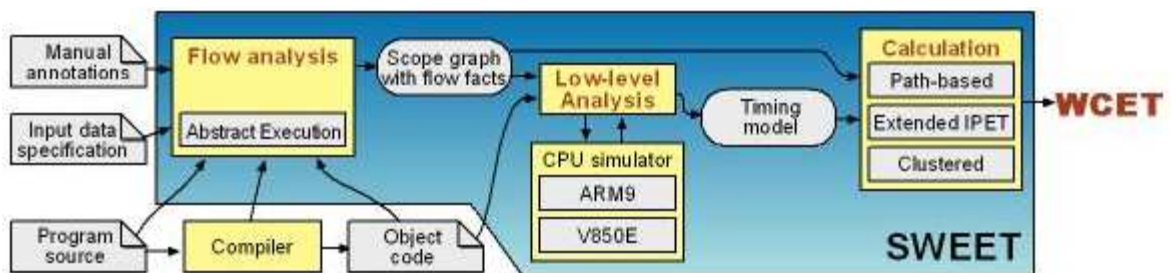 Manual
annotations
Input data
specification
Program
source
Flow analysis
Abstract Execution
Compiler
Object
code
Scope graph
with flow facts
Low-level
Analysis
CPU simulator
ARM9
V850E
Timing
model
Calculation
Path-based
Extended IPET
Clustered
WCET
SWEET